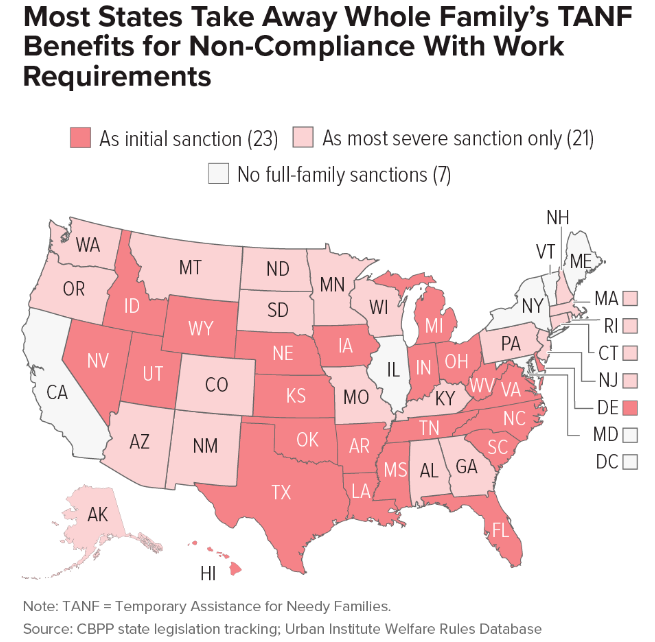 Most States Take Away Whole Family’s TANF
Benefits for Non-Compliance With Work
Requirements
As initial sanction (23) As most severe sanction only (21)
No full-family sanctions (7)
NH
WA
VT
ME
MT
ND
MN
OR
ID
SD
WI
NY
MA
WY
MI
RI
PA
CT
NV
NE
IA
IL
IN
OH
NJ
UT
CO
KS
MO
WV
VA
DE
CA
KY
NC
MD
AZ
NM
OK
AR
TN
SC
DC
MS
AL
GA
TX
LA
AK
FL
HI
Note: TANF = Temporary Assistance for Needy Families.
Source: CBPP state legislation tracking; Urban Institute Welfare Rules Database